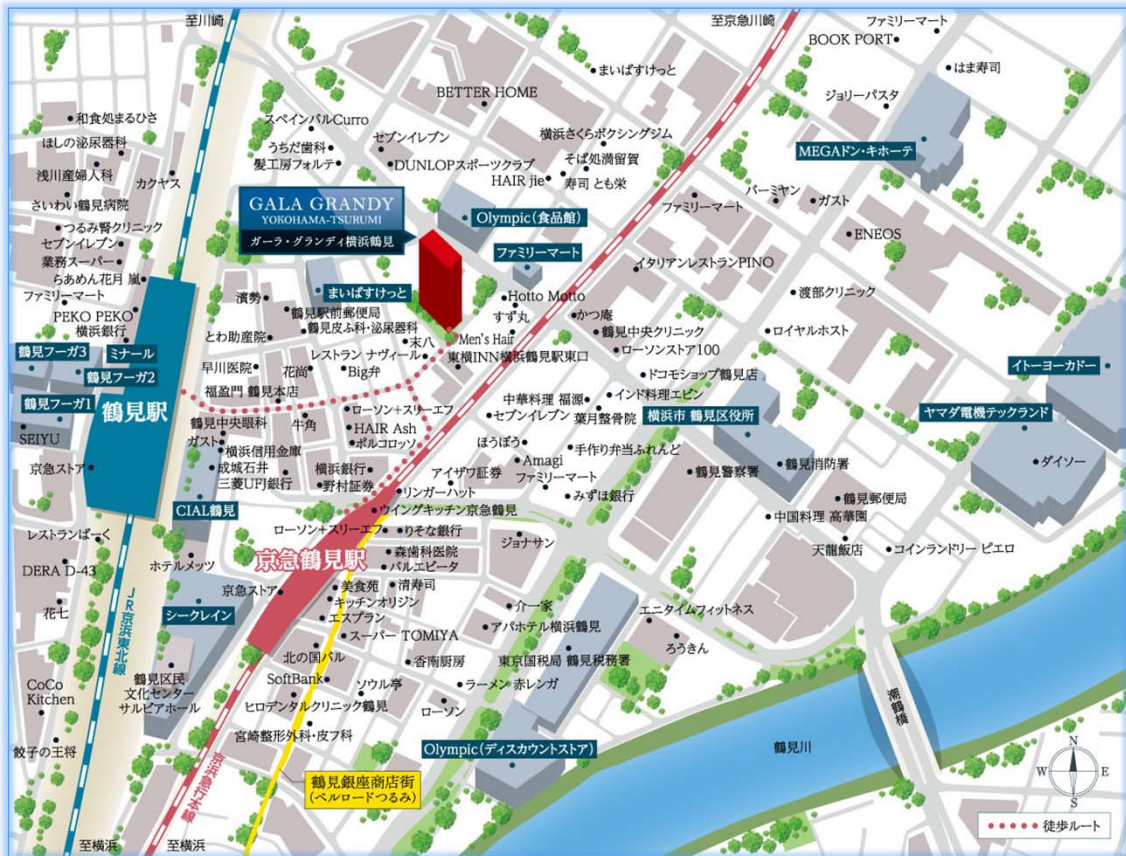 至川崎
至京急川崎
ファミリーマート
BOOK PORT
はま寿司
まいばすけっと
BETTER HOME
ジョリーパスタ
和食処まるひさ
ほしの泌尿器科
浅川産婦人科
カクヤス
さいわい鶴見病院
スペインバルCurro
うちだ歯科
髪工房フォルテ
セブンイレブン
DUNLOPスポーツクラブ
横浜さくらボクシングジム
そば処満留賀
HAIR jie
寿司 とも栄
MEGAドン・キホーテ
GALA GRANDY
YOKOHAMA-TSURUMI
ガーラ・グランディ横浜鶴見
Olympic(食品館)
ファミリーマート
バーミヤン
ガスト
ファミリーマート
ENEOS
つるみ腎クリニック
セブンイレブン
業務スーパー
らあめん花月 嵐
ファミリーマート
PEKO PEKO
横浜銀行
イタリアンレストランPINO
渡部クリニック
まいばすけっと
濱勢
鶴見駅前郵便局
鶴見皮ふ科・泌尿器科
とわ助産院
末八
レストラン ナヴィール
Hotto Motto
すず丸
かつ庵
Men's Hair
鶴見中央クリニック
ローソンストア100
東横INN横浜鶴見駅東口
ロイヤルホスト
イトーヨーカドー
鶴見フーガ3
ミナール
鶴見フーガ2
鶴見フーガ1
鶴見駅
早川医院
花尚
Big弁
ドコモショップ鶴見店
福盈門 鶴見本店
中華料理 福源
インド料理エビン
セブンイレブン
葉月整骨院
横浜市 鶴見区役所
ヤマダ電機テックランド
SEIYU
京急ストア
鶴見中央眼科
牛角
ローソン+スリーエフ
HAIR Ash
ポルコロッソ
ガスト
横浜信用金庫
成城石井
三菱UFJ銀行
横浜銀行
野村証券
ほうぼう
手作り弁当ふれんど
Amagi
アイザワ証券
ファミリーマート
鶴見警察署
鶴見消防署
ダイソー
リンガーハット
みずほ銀行
鶴見郵便局
CIAL鶴見
ウイングキッチン京急鶴見
中国料理 高華園
ローソン+スリーエフ
りそな銀行
ジョナサン
天龍飯店
コインランドリー ピエロ
レストランばーく
京急鶴見駅
森歯科医院
バルエピータ
DERA D-43
ホテルメッツ
京急ストア
美食苑
清寿司
花七
JR京浜東北線
シークレイン
キッチンオリジン
エスプラン
介一家
エニタイムフィットネス
スーパー TOMIYA
アパホテル横浜鶴見
ろうきん
北の国バル
香南厨房
東京国税局 鶴見税務署
CoCo
Kitchen
鶴見区民
文化センター
サルビアホール
SoftBank
ソウル亭
ラーメン 赤レンガ
ヒロデンタルクリニック鶴見
ローソン
潮鶴橋
餃子の王将
宮崎整形外科・皮フ科
Olympic(ディスカウントストア)
鶴見川
京浜急行本線
鶴見銀座商店街
(ベルロードつるみ)
N
W
E
S
徒歩ルート
至横浜
至横浜